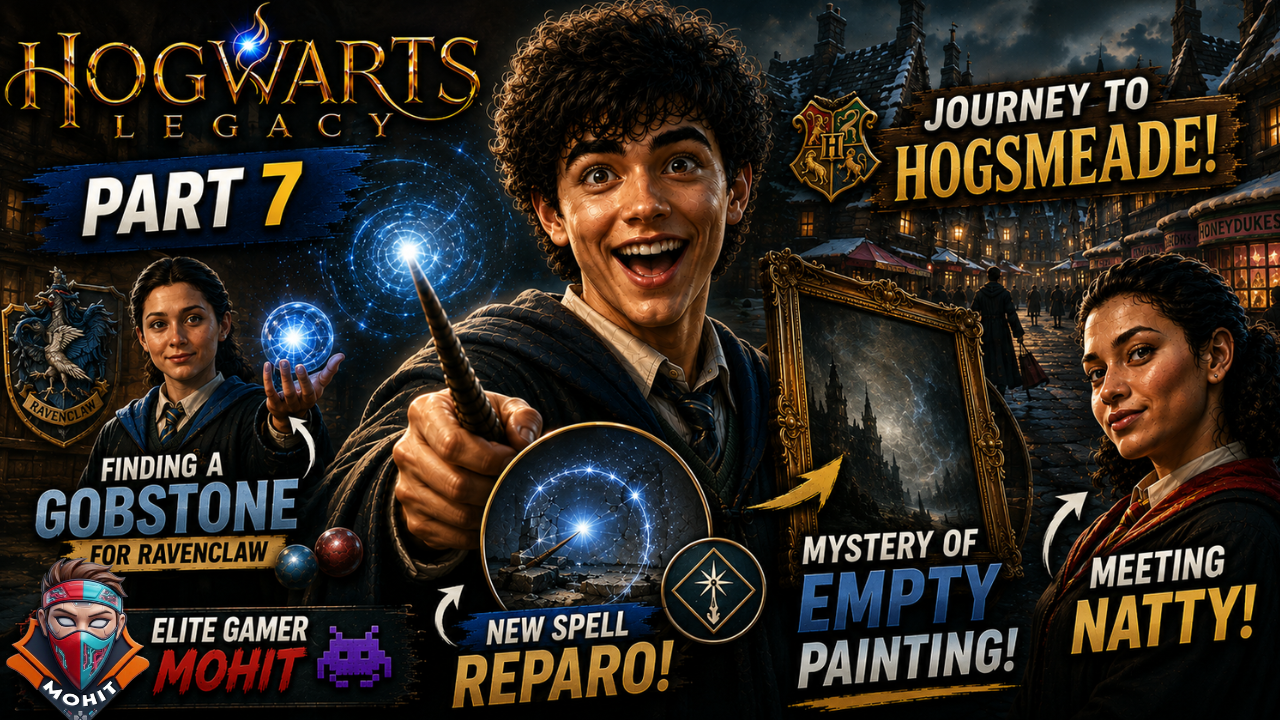 HOGWARTS
LEGACY
PART 7
JOURNEY TO
HOGSMEADE!
H
HONEYDUKES
RAVENCLAW
FINDING A
GOBSTONE
FOR RAVENCLAW
MOHIT
ELITE GAMER
MOHIT
NEW SPELL
REPARO!
MYSTERY OF
EMPTY
PAINTING!
MEETING
NATTY!